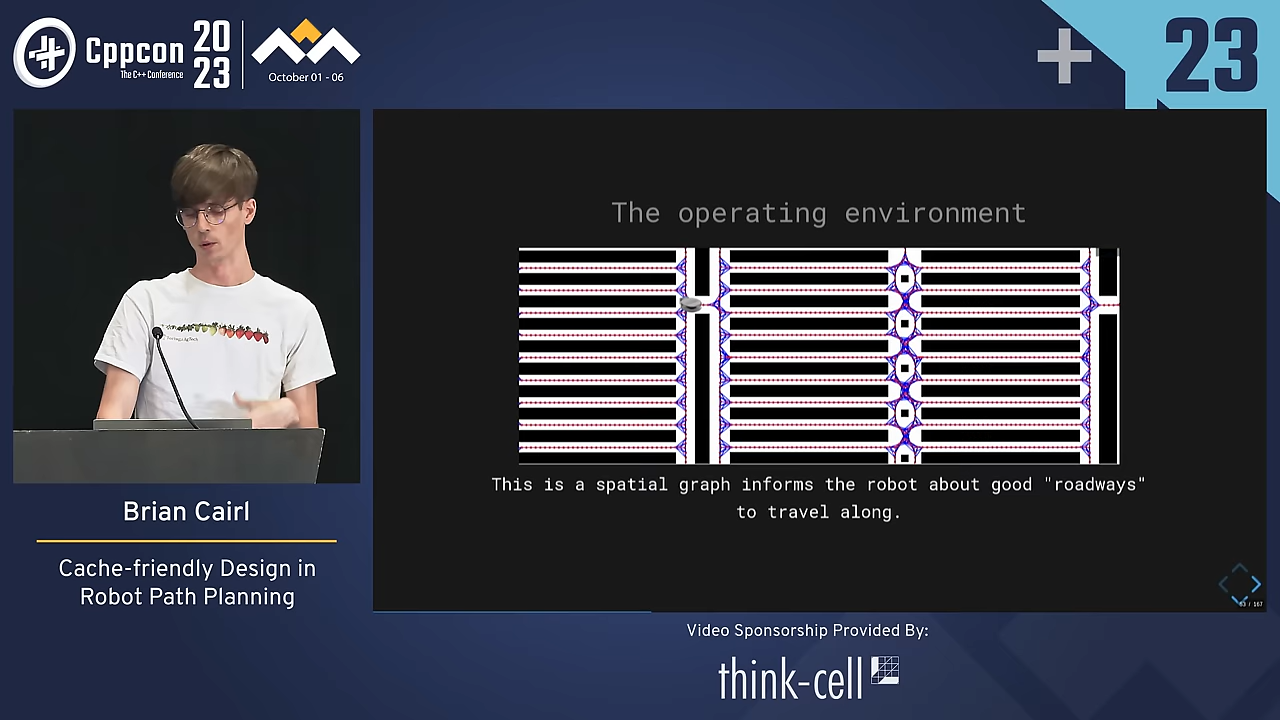 Cppcon
The C++ Conference
20
23
October 01 - 06
23
The operating environment
This is a spatial graph informs the robot about good "roadways"
to travel along.
Brian Cairl
Cache-friendly Design in
Robot Path Planning
Video Sponsorship Provided By:
think-cell